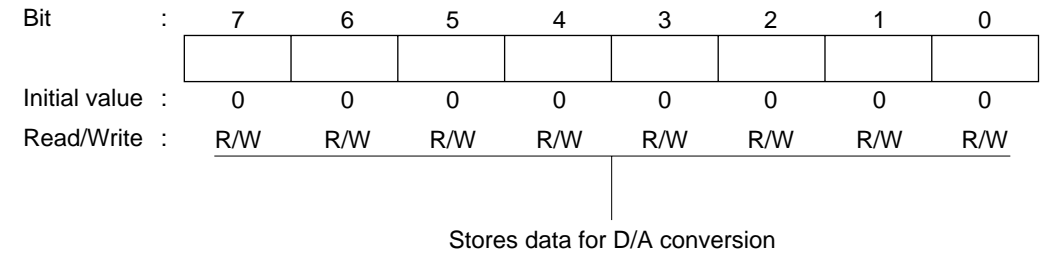 Bit : 7 6 5 4 3 2 1 0
Initial value : 0 0 0 0 0 0 0 0
Read/Write : R/W R/W R/W R/W R/W R/W R/W R/W
Stores data for D/A conversion